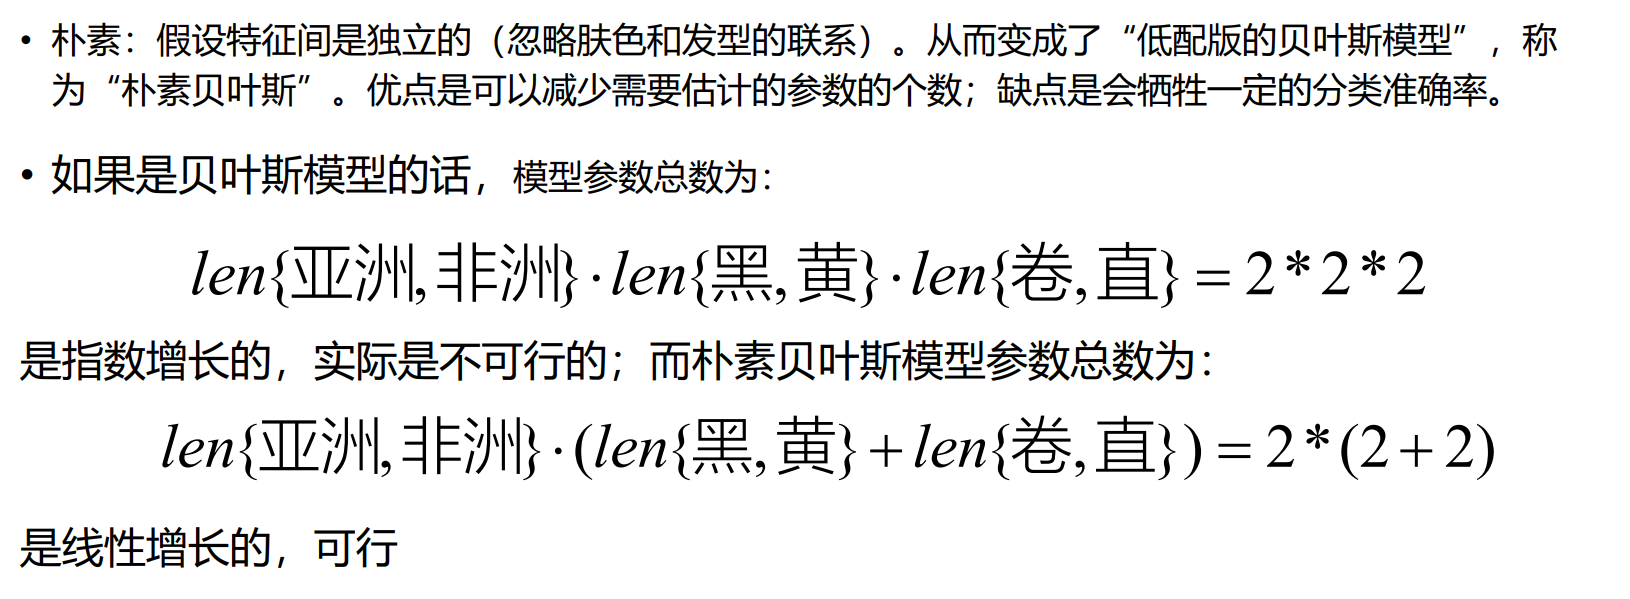 • 朴素：假设特征间是独立的（忽略肤色和发型的联系）。从而变成了“低配版的贝叶斯模型”，称
为“朴素贝叶斯”。优点是可以减少需要估计的参数的个数；缺点是会牺牲一定的分类准确率。
• 如果是贝叶斯模型的话，模型参数总数为：
len{亚洲,非洲}·len{黑,黄}·len{卷,直}=2*2*2
是指数增长的，实际是不可行的；而朴素贝叶斯模型参数总数为：
len{亚洲,非洲}·(len{黑,黄}+len{卷,直})=2*(2+2)
是线性增长的，可行